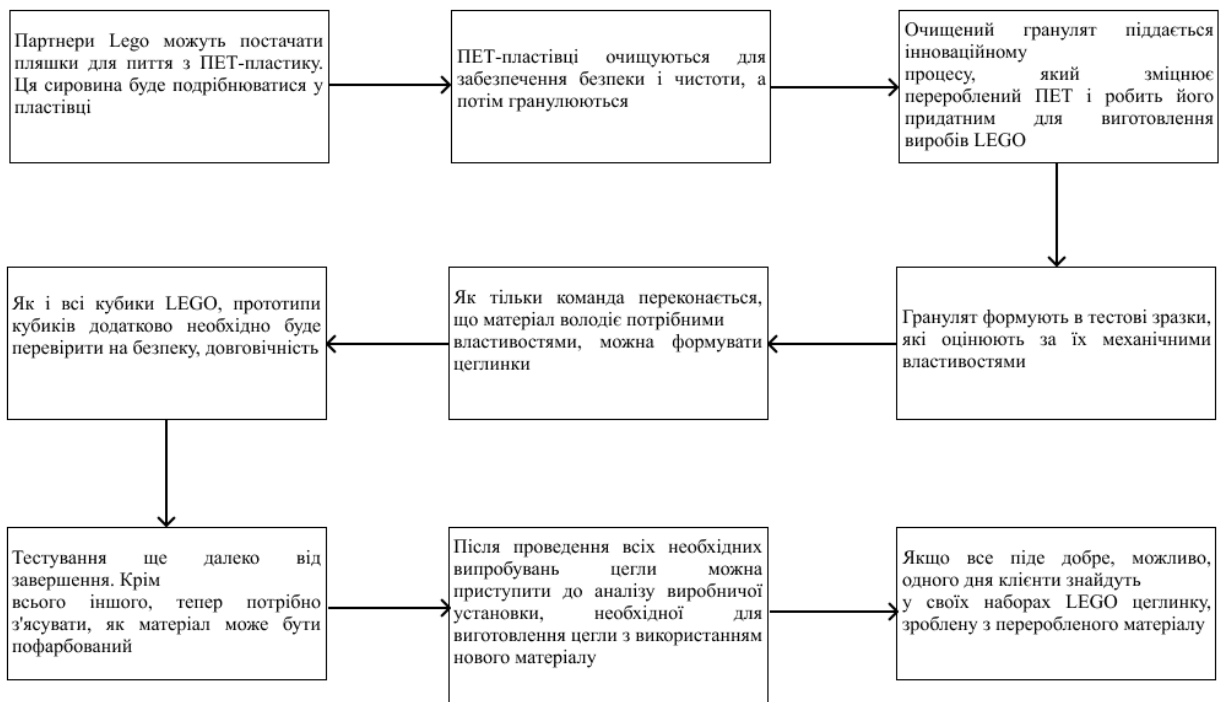 Партнери Lego можуть постачати
пляшки для пиття з ПЕТ-пластику.
Ця сировина буде подрібнюватися у
пластівці
ПЕТ-пластівці очищуються для
забезпечення безпеки і чистоти, а
потім гранулюються
Очищений гранулят піддається
інноваційному
процесу, який зміцнює
перероблений ПЕТ і робить його
придатним для виготовлення
виробів LEGO
Гранулят формують в тестові зразки,
які оцінюють за їх механічними
властивостями
Як тільки команда переконається,
що матеріал володіє потрібними
властивостями, можна формувати
цеглинки
Як і всі кубики LEGO, прототипи
кубиків додатково необхідно буде
перевірити на безпеку, довговічність
Тестування ще далеко від
завершення. Крім
всього іншого, тепер потрібно
з'ясувати, як матеріал може бути
пофарбований
Після проведення всіх необхідних
випробувань цегли можна
приступити до аналізу виробничої
установки, необхідної для
виготовлення цегли з використанням
нового матеріалу
Якщо все піде добре, можливо,
одного дня клієнти знайдуть
у своїх наборах LEGO цеглинку,
зроблену з переробленого матеріалу